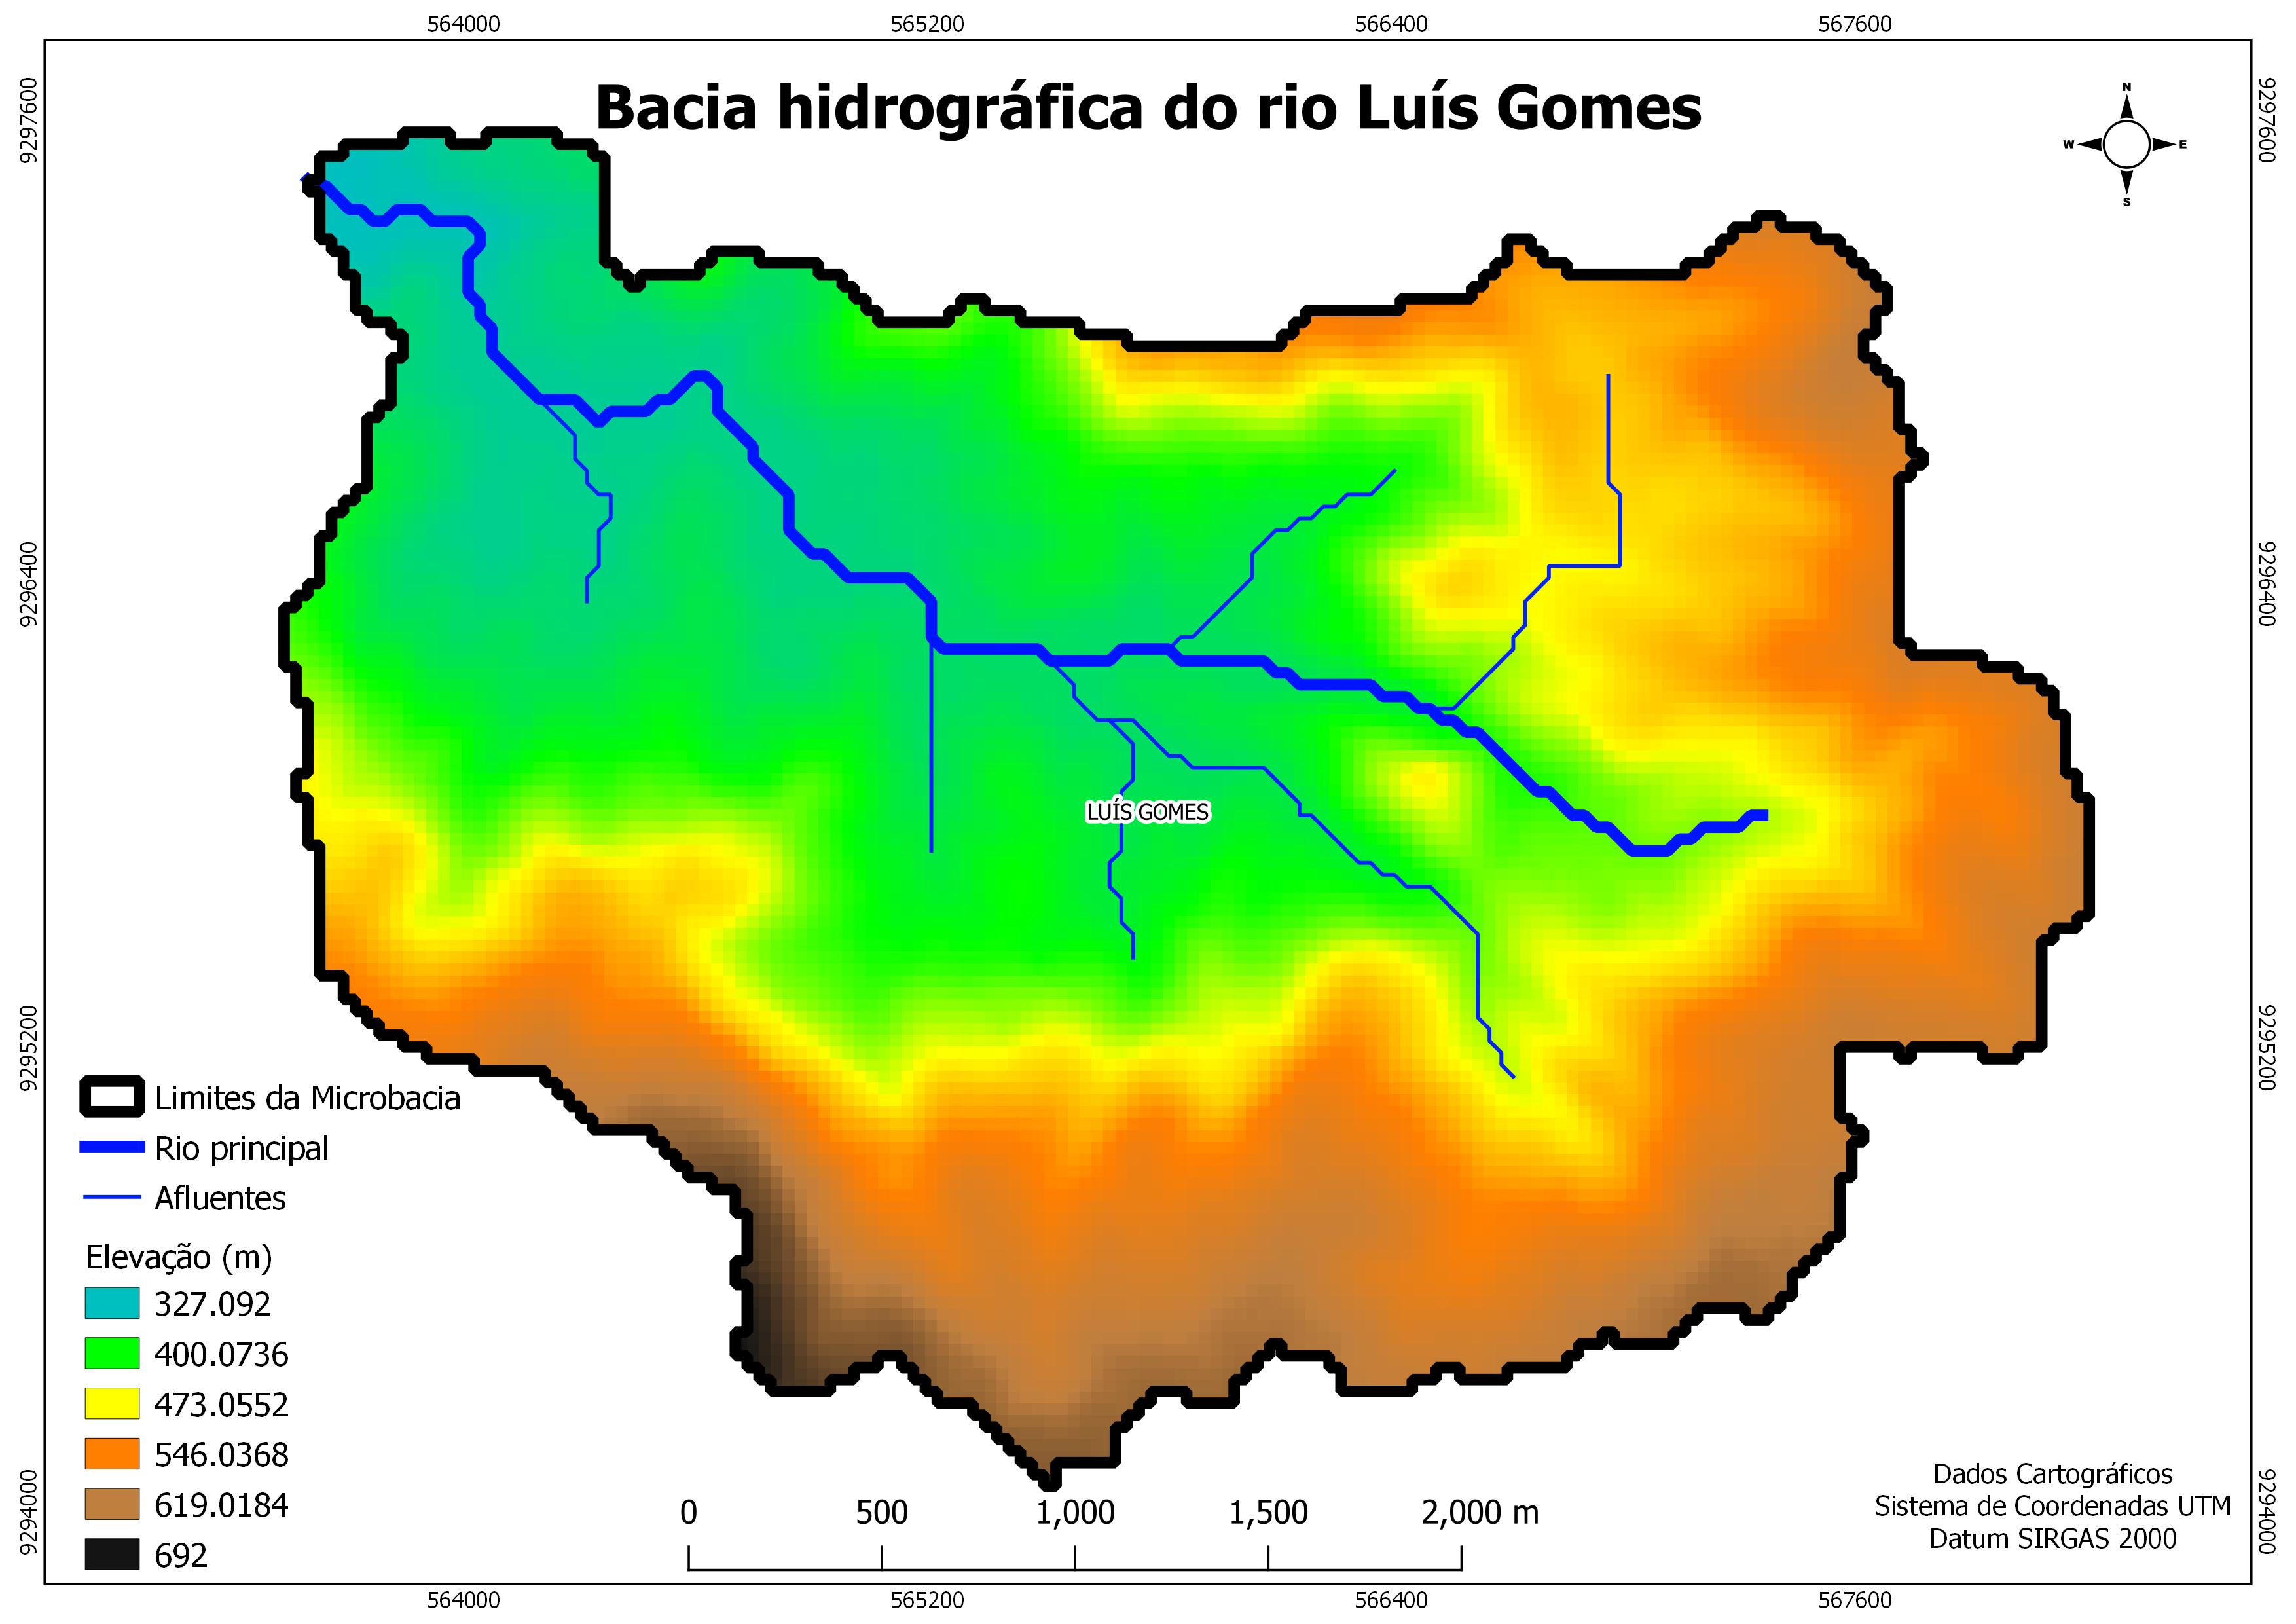 564000 565200 566400 567600
Bacia hidrográfica do rio Luís Gomes
N
W E
S
9297600 9297600
9296400 9296400
LUÍS GOMES
9295200 9295200
Limites da Microbacia
Rio principal
Afluentes
Elevação (m)
327.092
400.0736
473.0552
546.0368
619.0184
692
0 500 1,000 1,500 2,000 m
Dados Cartográficos
Sistema de Coordenadas UTM
Datum SIRGAS 2000
9294000 9294000
564000 565200 566400 567600